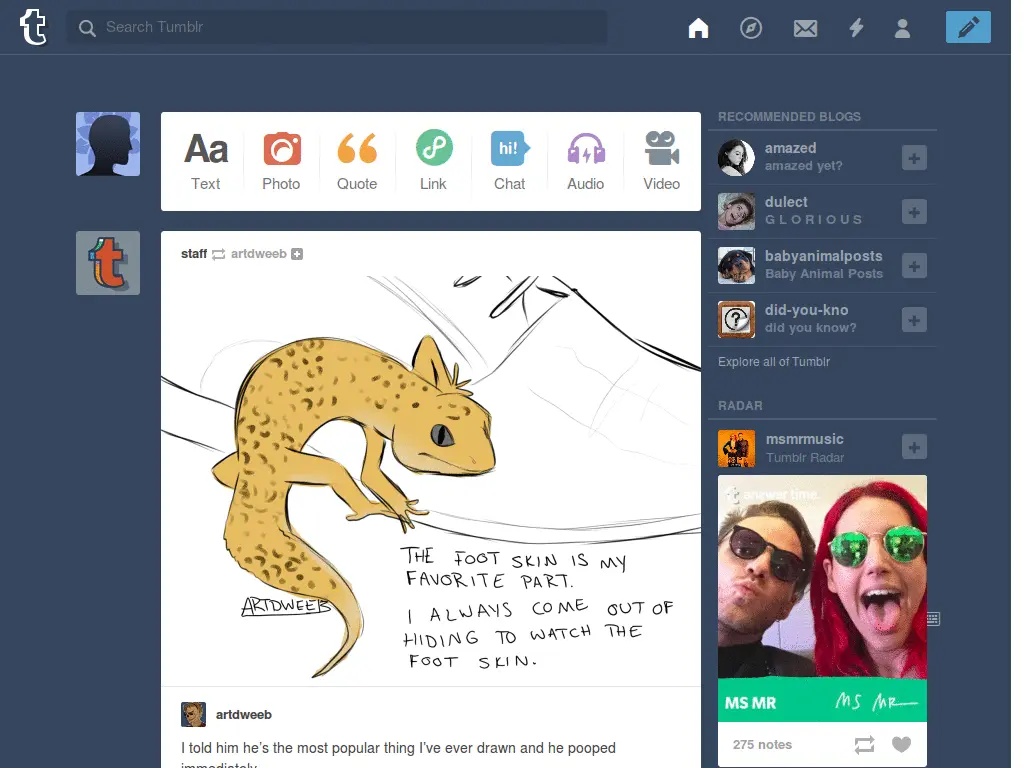 t
Search Tumblr
Aa
hi!
Text
Photo
Quote
Link
Chat
Audio
Video
t
staff artdweeb
THE FOOT SKIN IS MY
FAVORITE PART.
I ALWAYS COME OUT OF
HIDING TO WATCH THE
FOOT SKIN.
ARTDWEEB
artdweeb
I told him he's the most popular thing I've ever drawn and he pooped
immediately
RECOMMENDED BLOGS
amazed
amazed yet?
dulect
G L O R I O U S
babyanimalposts
Baby Animal Posts
did-you-kno
did you know?
Explore all of Tumblr
RADAR
msmrmusic
Tumblr Radar
t answer time.
MS MR MS MR
275 notes